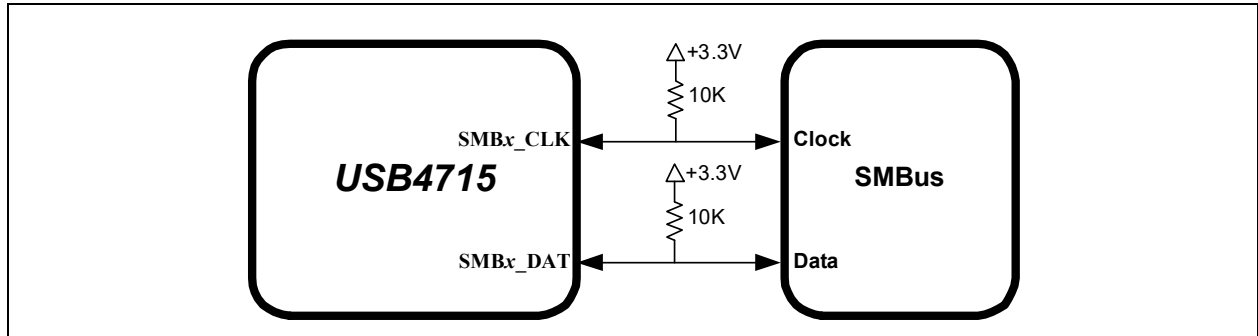 +3.3V
10K
SMBx_CLK
Clock
USB4715
+3.3V
SMBus
10K
SMBx_DAT
Data